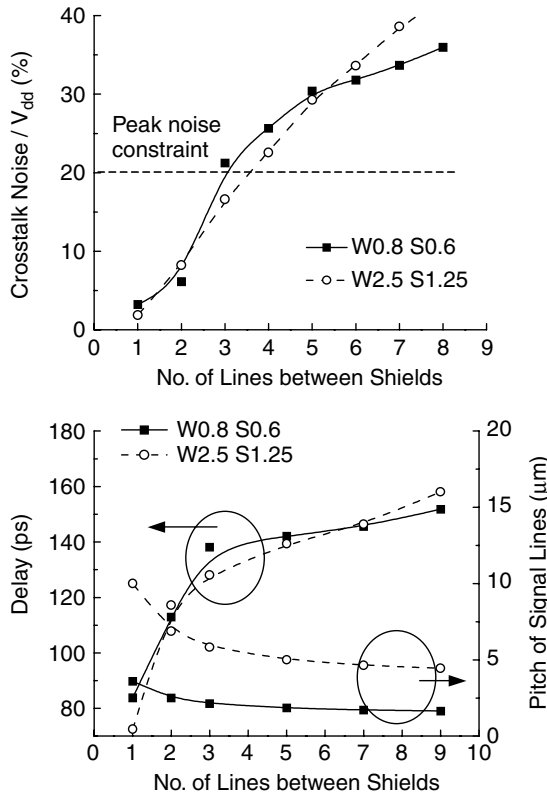 Crosstalk Noise / Vdd (%)
40
30
20
10
0
Peak noise
constraint
W0.8 S0.6
W2.5 S1.25
0 1 2 3 4 5 6 7 8 9
No. of Lines between Shields
Delay (ps)
180
160
140
120
100
80
W0.8 S0.6
W2.5 S1.25
20
15
10
5
0
Pitch of Signal Lines (μm)
0 1 2 3 4 5 6 7 8 9 10
No. of Lines between Shields